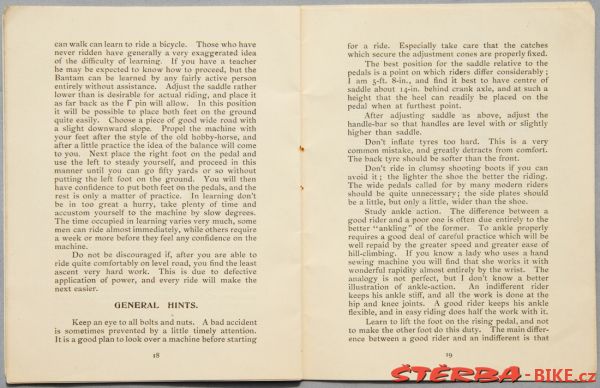 can walk can learn to ride a bicycle. Those who have
never ridden have generally a very exaggerated idea
of the difficulty of learning. If you have a teacher
he may be expected to know how to proceed, but the
Bantam can be learned by any fairly active person
entirely without assistance. Adjust the saddle rather
lower than is desirable for actual riding, and place it
as far back as the Γ pin will allow. In this position
it will be possible to place both feet on the ground
quite easily. Choose a piece of good wide road with
a slight downward slope. Propel the machine with
your feet after the style of the old hobby-horse, and
after a little practice the idea of the balance will come
to you. Next place the right foot on the pedal and
use the left to steady yourself, and proceed in this
manner until you can go fifty yards or so without
putting the left foot on the ground. You will then
have confidence to put both feet on the pedals, and the
rest is only a matter of practice. In learning don't
be in too great a hurry, take plenty of time and
accustom yourself to the machine by slow degrees.
The time occupied in learning varies very much, some
men can ride almost immediately, while others require
a week or more before they feel any confidence on the
machine.
Do not be discouraged if, after you are able to
ride quite comfortably on level road, you find the least
ascent very hard work. This is due to defective
application of power, and every ride will make the
next easier.
GENERAL HINTS.
Keep an eye to all bolts and nuts. A bad accident
is sometimes prevented by a little timely attention.
It is a good plan to look over a machine before starting
18
for a ride. Especially take care that the catches
which secure the adjustment cones are properly fixed.
The best position for the saddle relative to the
pedals is a point on which riders differ considerably;
I am 5-ft. 8-in., and find it best to have centre of
saddle about 14-in. behind crank axle, and at such a
height that the heel can readily be placed on the
pedal when at furthest point.
After adjusting saddle as above, adjust the
handle-bar so that handles are level with or slightly
higher than saddle.
Don't inflate tyres too hard. This is a very
common mistake, and greatly detracts from comfort.
The back tyre should be softer than the front.
Don't ride in clumsy shooting boots if you can
avoid it; the lighter the shoe the better the riding.
The wide pedals called for by many modern riders
should be quite unnecessary; the side plates should
be a little, but only a little, wider than the shoe.
Study ankle action. The difference between a
good rider and a poor one is often due entirely to the
better "ankling" of the former. To ankle properly
requires a good deal of careful practice which will be
well repaid by the greater speed and greater ease of
hill-climbing. If you know a lady who uses a hand
sewing machine you will find that she works it with
wonderful rapidity almost entirely by the wrist. The
analogy is not perfect, but I don't know a better
illustration of ankle-action. An indifferent rider
keeps his ankle stiff, and all the work is done at the
hip and knee joints. A good rider keeps his ankle
flexible, and in easy riding does half the work with it.
Learn to lift the foot on the rising pedal, and not
to make the other foot do this duty. The main differ-
ence between a good rider and an indifferent is that
19
ŠTĚRBA-BIKE.cz